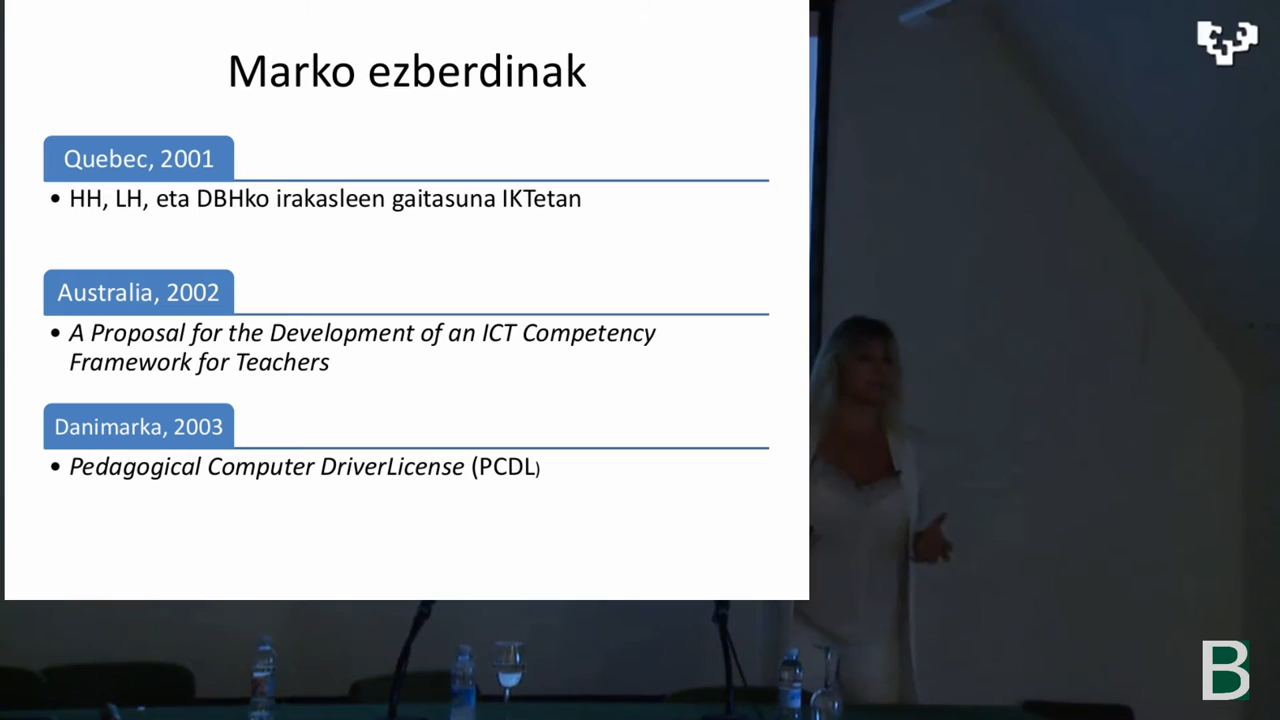 Marko ezberdinak
Quebec, 2001
• HH, LH, eta DBHko irakasleen gaitasuna IKTetan
Australia, 2002
• A Proposal for the Development of an ICT Competency
Framework for Teachers
Danimarka, 2003
• Pedagogical Computer DriverLicense (PCDL)
B